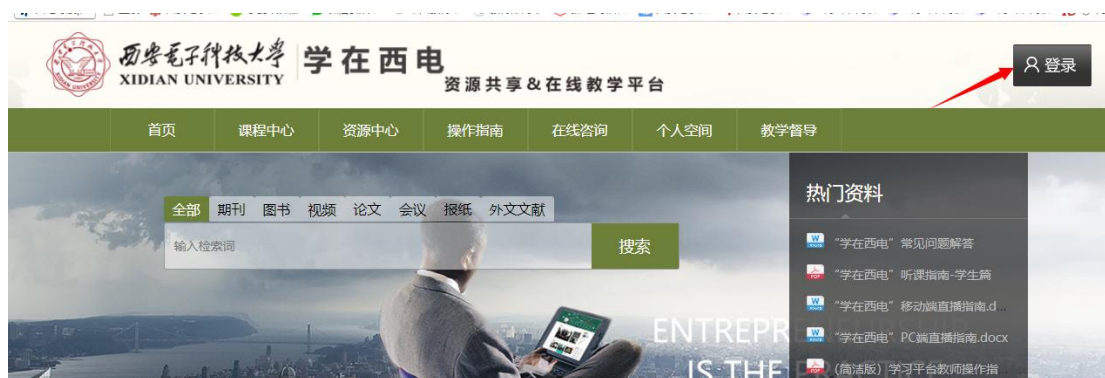 西安电子科技大学
XIDIAN UNIVERSITY
学在西电
资源共享&在线教学平台
登录
首页 课程中心 资源中心 操作指南 在线咨询 个人空间 教学督导
全部 期刊 图书 视频 论文 会议 报纸 外文文献
输入检索词 搜索
热门资料
“学在西电”常见问题解答
“学在西电”听课指南-学生篇
“学在西电”移动端直播指南.d...
“学在西电”PC端直播指南.docx
(简洁版)学习平台教师操作指
ENTREPR
IS THE